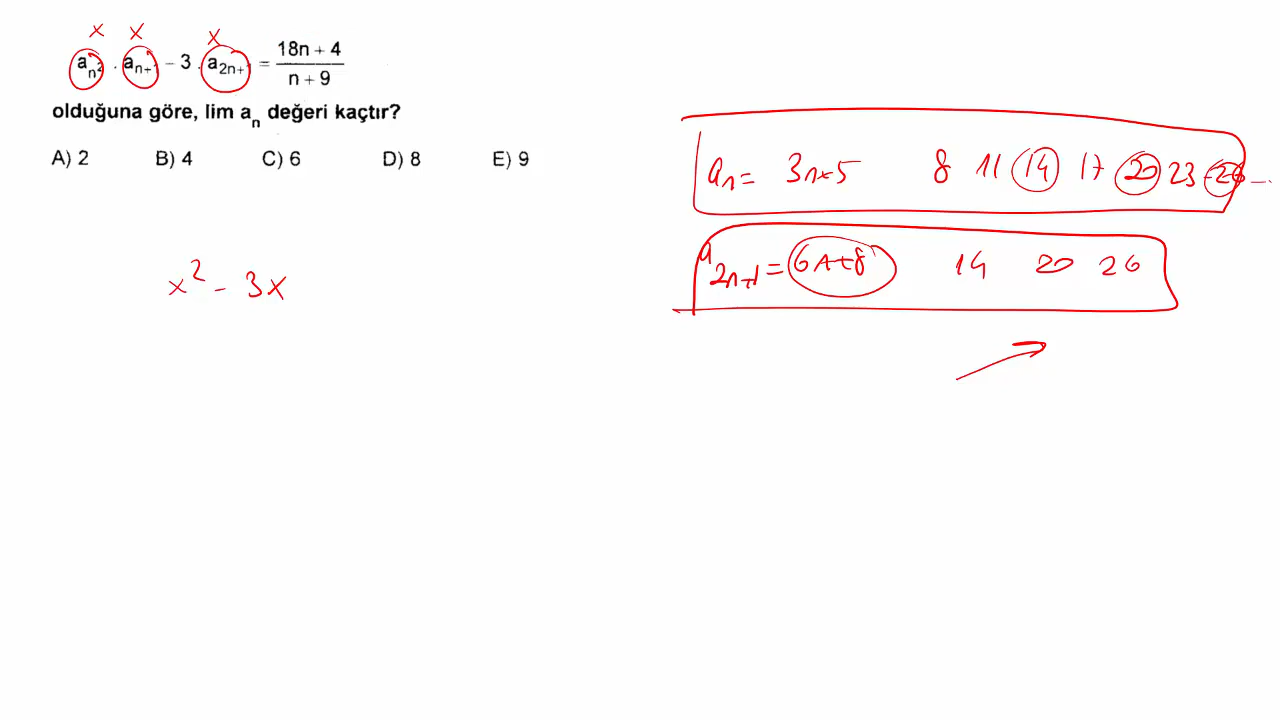 x x x
a_{n²} . a_{n+1} – 3 . a_{2n+1} = \frac{18n + 4}{n + 9}
olduğuna göre, lim a_n değeri kaçtır?
A) 2 B) 4 C) 6 D) 8 E) 9
x² - 3x
a_n = 3n+5 8 11 14 17 20 23 26 ...
a_{2n+1} = 6n+8 14 20 26